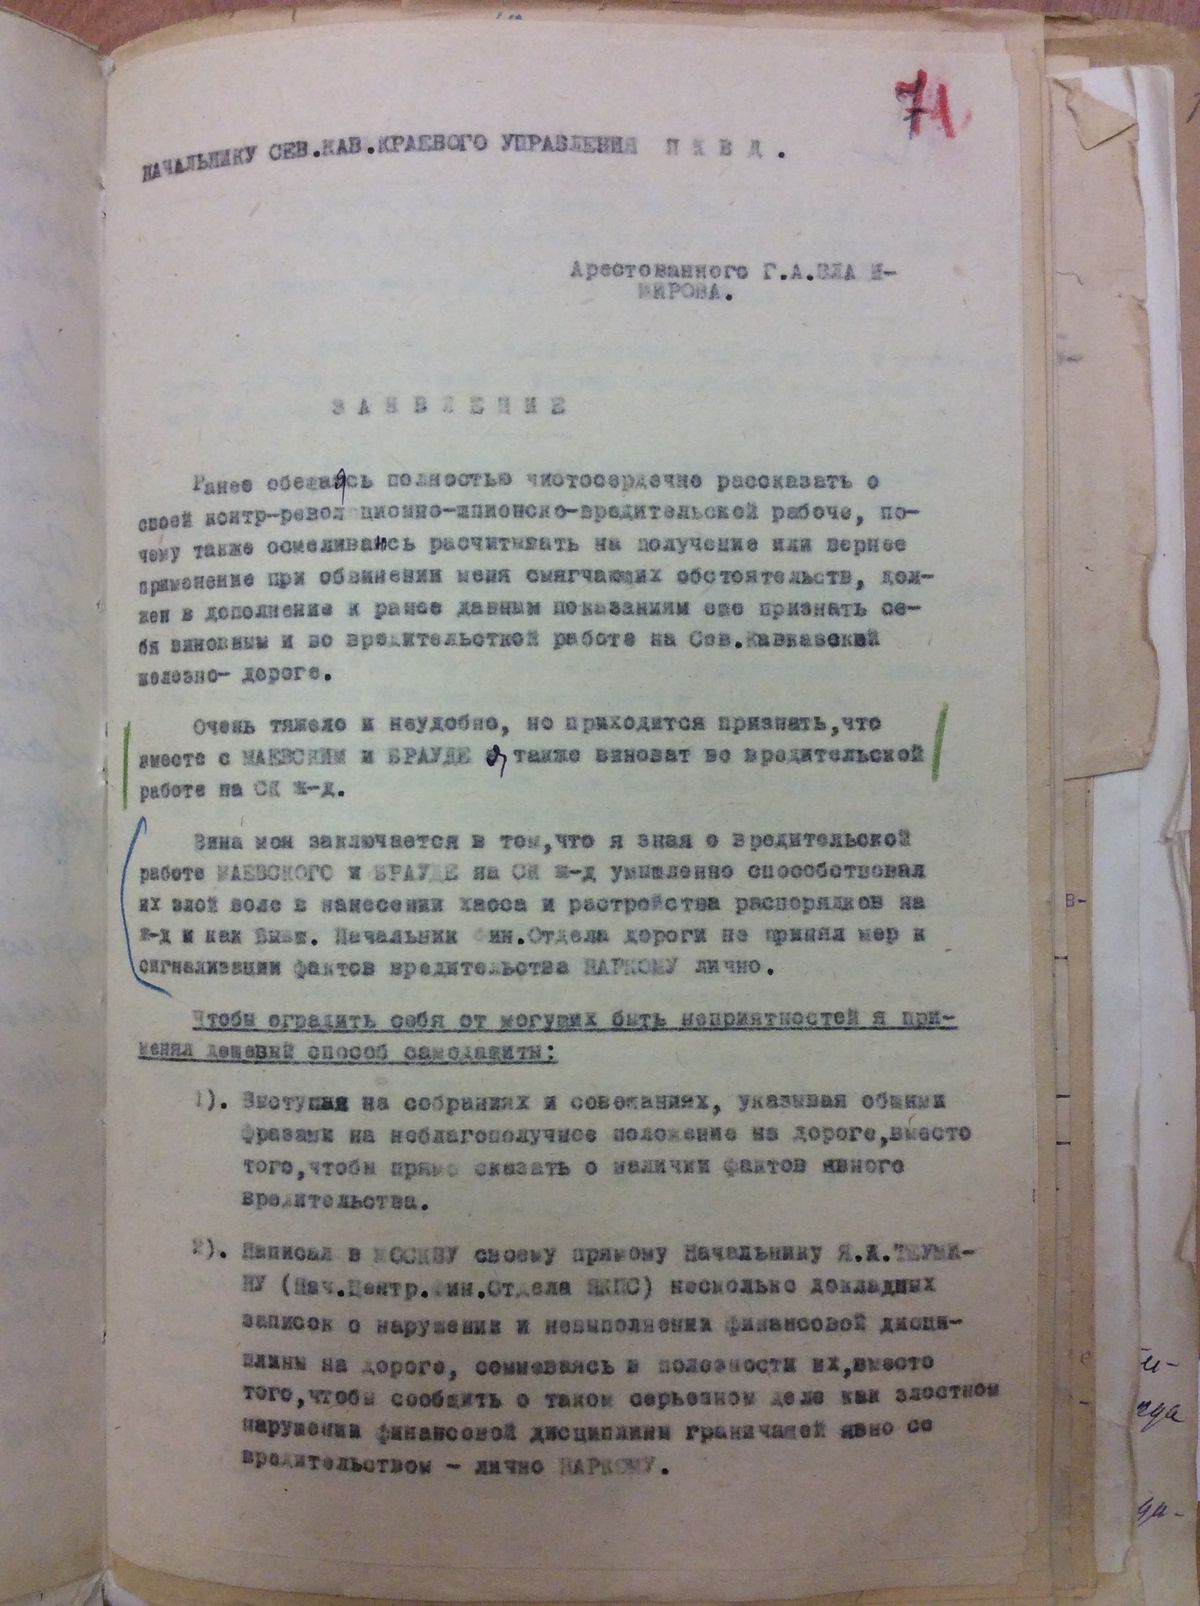 71
НАЧАЛЬНИКУ СЕВ.КАВ.КРАЕВОГО УПРАВЛЕНИЯ Н К В Д .
Арестованного Г.А.ВЛА И-
МИРОВА.
З А Я В Л Е Н И Е
Ранее обещаясь полностью чистосердечно рассказать о
своей контр-револ ционно-шпионско-вредительской рабоче, по-
чему также осмеливаюсь расчитывать на получение или вернее
применение при обвинении меня смягчающих обстоятельств, дол-
жен в дополнение к ранее данным показаниям еще признать се-
бя виновным и во вредительсткой работе на Сев.Кавказской
железно- дороге.
Очень тяжело и неудобно, но приходится признать,что
вместе с МАЕВСКИМ и БРАУДЕ я также виноват во вредительской
работе на СК ж-д.
Вина моя заключается в том,что я зная о вредительской
работе МАЕВСКОГО и БРАУДЕ на СК ж-д умышленно способствовал
их злой воле в нанесении хаоса и растройства распорядков на
ж-д и как Бывш. Начальник Фин.Отдела дороги не принял мер к
сигнализации фактов вредительства НАРКОМУ лично.
Чтобы оградить себя от могущих быть неприятностей я при-
менял дешевый способ самозащиты:
1). Выступая на собраниях и совещаниях, указывая общими
фразами на неблагополучное положение на дороге,вместо
того,чтобы прямо сказать о наличии фактов явного
вредительства.
2). Написал в МОСКВУ своему прямому Начальнику Я.И.
НУ (Нач.Центр.Фин.Отдела НКПС) несколько докладных
записок о нарушении и невыполнении финансовой дисци-
плины на дороге, сомневаясь в полезности их,вместо
того,чтобы сообщить о таком серьезном деле как злостном
нарушении финансовой дисциплины граничащей явно со
вредительством - лично НАРКОМУ.
в-